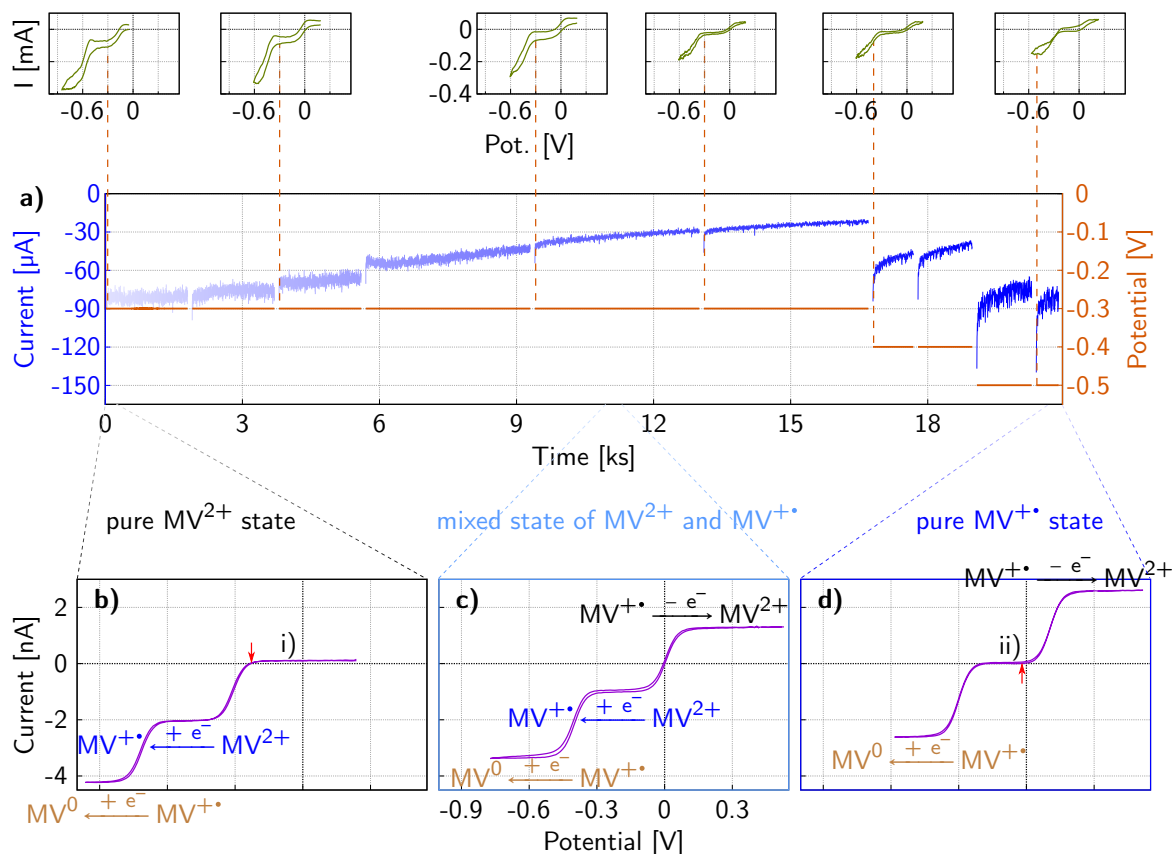 I [mA]
0
-0.2
-0.4
-0.6 0
-0.6 0
-0.6 0
-0.6 0
-0.6 0
-0.6 0
Pot. [V]
a)
Current [µA]
0
-30
-60
-90
-120
-150
0
-0.1
-0.2
-0.3
-0.4
-0.5
Potential [V]
0 3 6 9 12 15 18
Time [ks]
pure MV²⁺ state
mixed state of MV²⁺ and MV⁺•
pure MV⁺• state
b)
Current [nA]
2
0
-2
-4
i)
MV⁺• + e⁻ MV²⁺
MV⁰ + e⁻ MV⁺•
c)
MV⁺• − e⁻ MV²⁺
MV⁺• + e⁻ MV²⁺
MV⁰ + e⁻ MV⁺•
-0.9 -0.6 -0.3 0 0.3
Potential [V]
d)
MV⁺• − e⁻ MV²⁺
ii)
MV⁰ + e⁻ MV⁺•